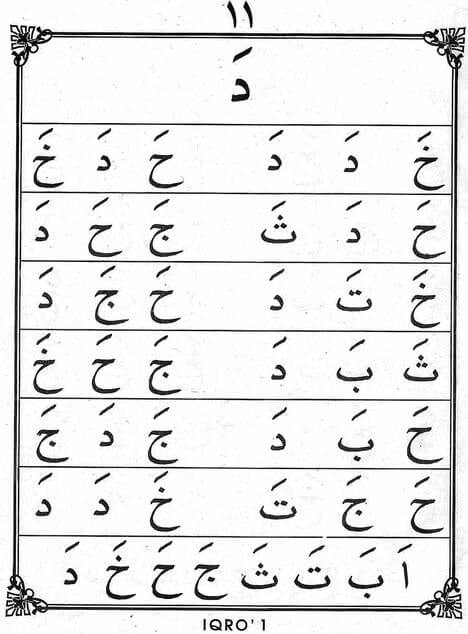 ١١
دَ
خَ دَ دَ حَ دَ خَ
حَ دَ ثَ جَ حَ دَ
خَ تَ دَ حَ جَ دَ
ثَ بَ دَ جَ حَ خَ
حَ بَ دَ جَ دَ جَ
حَ جَ تَ خَ دَ دَ
اَ بَ تَ ثَ جَ حَ خَ دَ
IQRO' 1